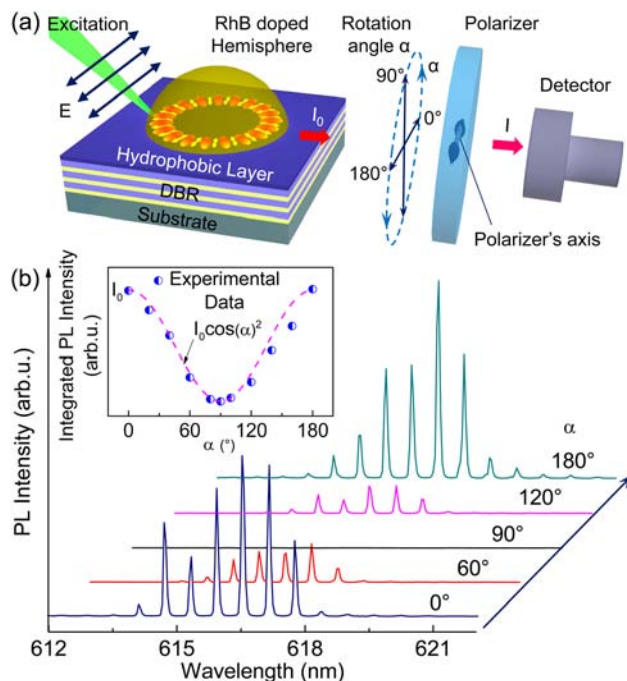 (a)
Excitation
RhB doped
Hemisphere
Rotation
angle α
Polarizer
Detector
E
I₀
α
90°
0°
180°
I
Hydrophobic Layer
DBR
Substrate
Polarizer's axis
(b)
PL Intensity (arb.u.)
Integrated PL Intensity
(arb.u.)
I₀
Experimental
Data
I₀cos(α)²
0 60 120 180
α (°)
α
180°
120°
90°
60°
0°
612 615 618 621
Wavelength (nm)